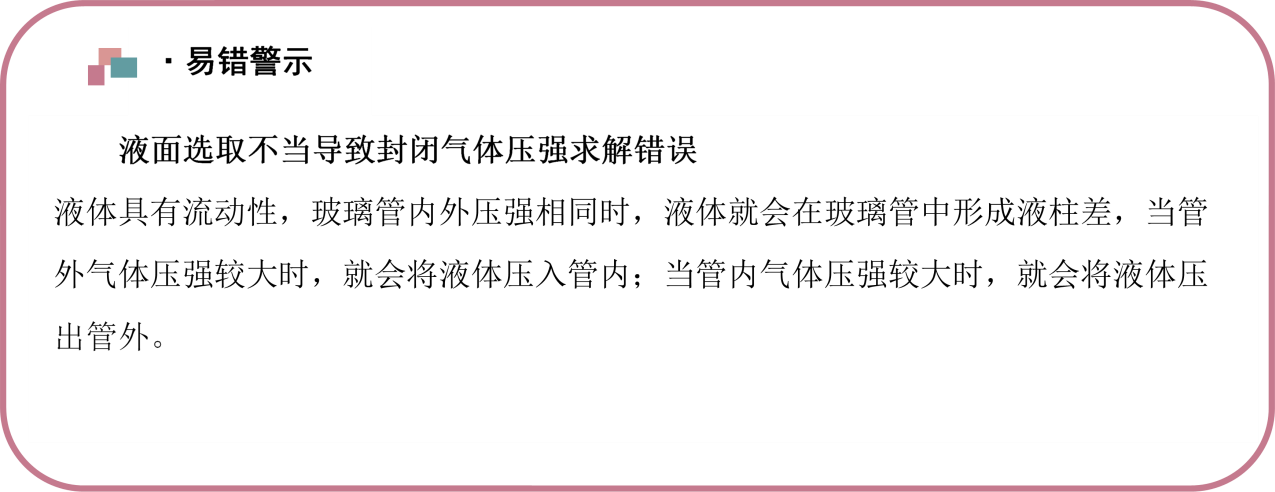 ·易错警示
液面选取不当导致封闭气体压强求解错误
液体具有流动性，玻璃管内外压强相同时，液体就会在玻璃管中形成液柱差，当管
外气体压强较大时，就会将液体压入管内；当管内气体压强较大时，就会将液体压
出管外。